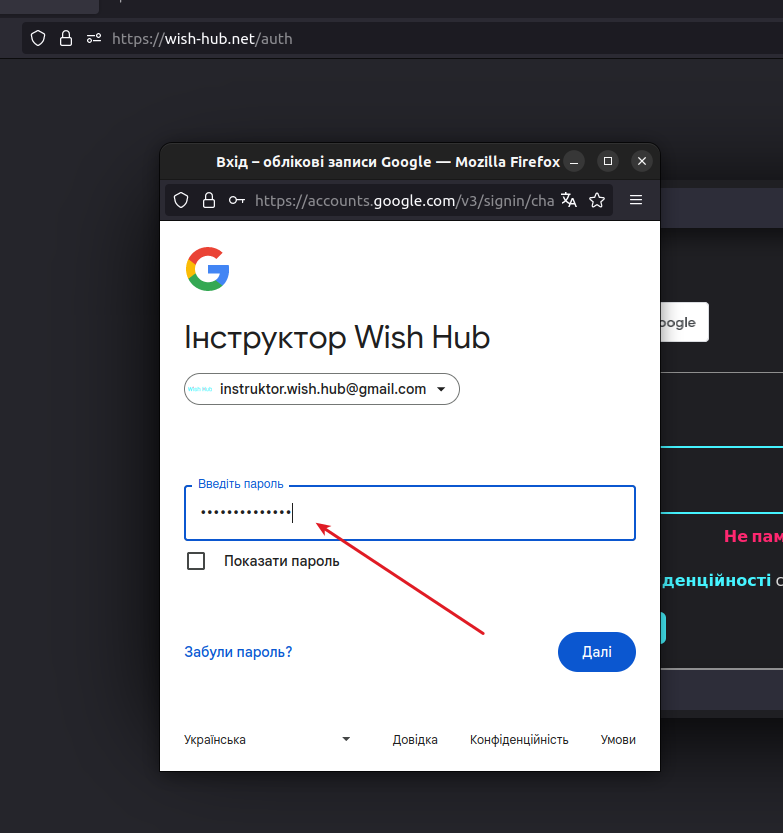 https://wish-hub.net/auth
Вхід – облікові записи Google — Mozilla Firefox
https://accounts.google.com/v3/signin/cha
Інструктор Wish Hub
instruktor.wish.hub@gmail.com
oogle
Введіть пароль
••••••••••••••
Не пам
Показати пароль
денційності с
Забули пароль?
Далі
Українська
Довідка
Конфіденційність
Умови